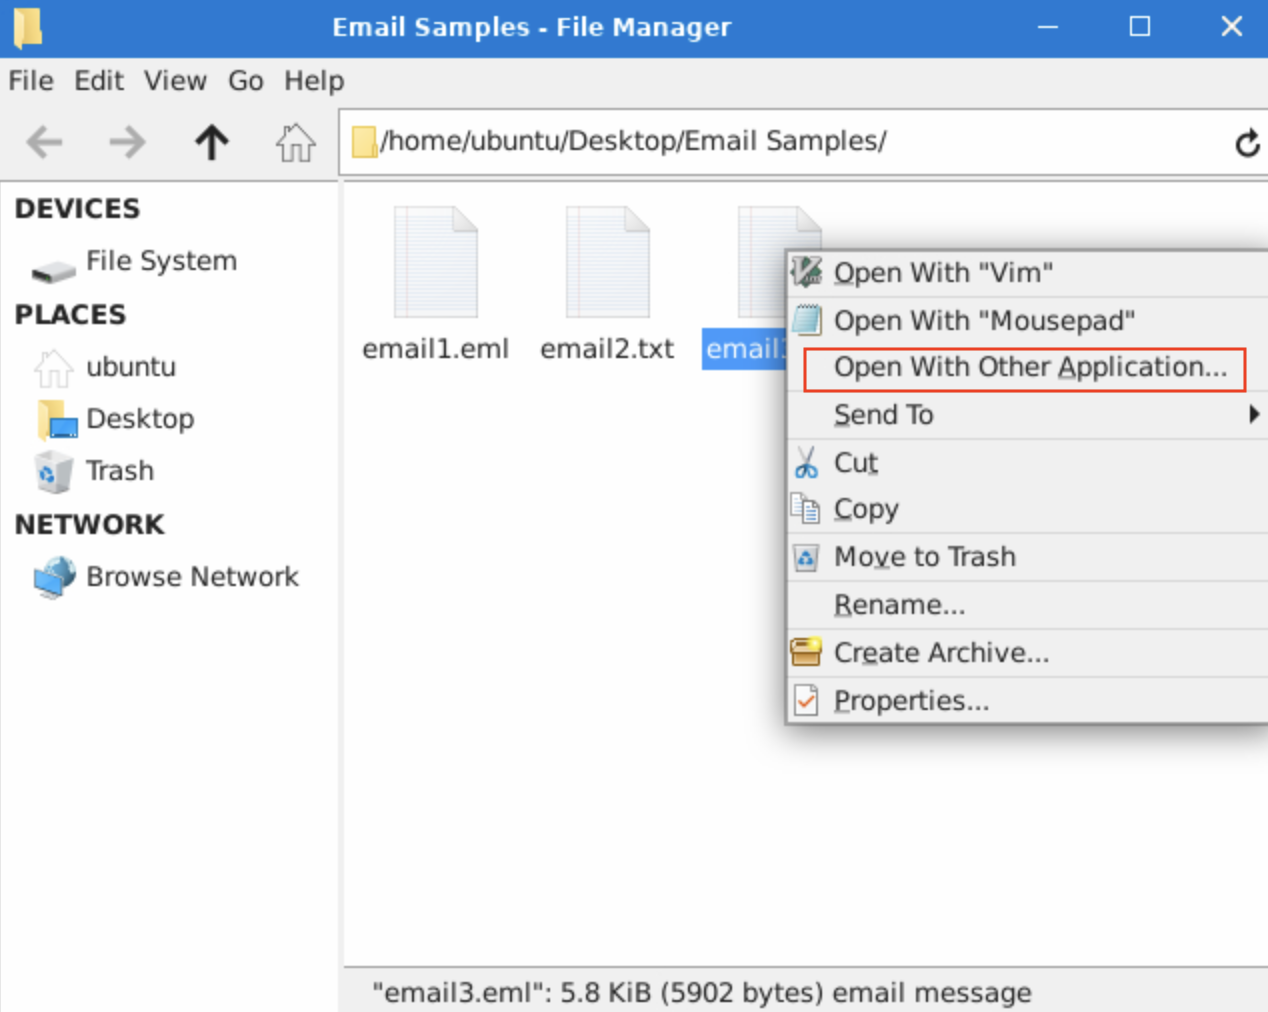 Email Samples - File Manager
File Edit View Go Help
/home/ubuntu/Desktop/Email Samples/
DEVICES
File System
PLACES
ubuntu
Desktop
Trash
NETWORK
Browse Network
email1.eml email2.txt email
Open With "Vim"
Open With "Mousepad"
Open With Other Application...
Send To
Cut
Copy
Move to Trash
Rename...
Create Archive...
Properties...
"email3.eml": 5.8 KiB (5902 bytes) email message